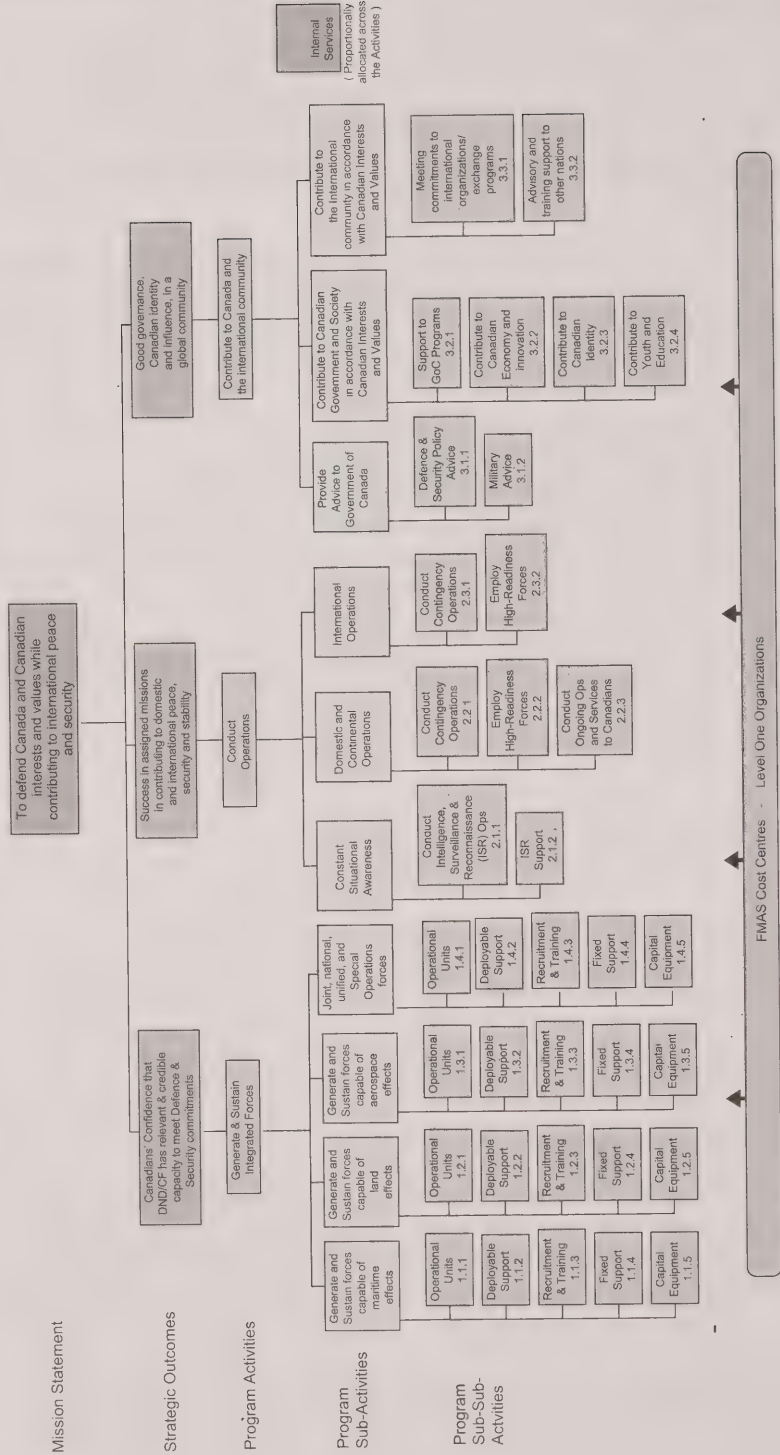 Mission Statement
To defend Canada and Canadian
interests and values while
contributing to international peace
and security
Strategic Outcomes
Canadians' Confidence that
DND/CF has relevant & credible
capacity to meet Defence &
Security commitments
Success in assigned missions
in contributing to domestic
and international peace,
security and stability
Good governance,
Canadian identity
and influence, in a
global community
Program Activities
Generate & Sustain
Integrated Forces
Conduct
Operations
Contribute to Canada and
the international community
Internal
Services
( Proportionally
allocated across
the Activities )
Program
Sub-Activities
Generate and
Sustain forces
capable of
maritime
effects
Generate and
Sustain forces
capable of
land
effects
Generate and
Sustain forces
capable of
aerospace
effects
Joint, national,
unified, and
Special
Operations
forces
Constant
Situational
Awareness
Domestic and
Continental
Operations
International
Operations
Provide
Advice to
Government of
Canada
Contribute to Canadian
Government and Society
in accordance with
Canadian Interests
and Values
Contribute to
the International
community in accordance
with Canadian Interests
and Values
Program
Sub-Sub-
Actvities
Operational
Units
1.1.1
Deployable
Support
1.1.2
Recruitment
& Training
1.1.3
Fixed
Support
1.1.4
Capital
Equipment
1.1.5
Operational
Units
1.2.1
Deployable
Support
1.2.2
Recruitment
& Training
1.2.3
Fixed
Support
1.2.4
Capital
Equipment
1.2.5
Operational
Units
1.3.1
Deployable
Support
1.3.2
Recruitment
& Training
1.3.3
Fixed
Support
1.3.4
Capital
Equipment
1.3.5
Operational
Units
1.4.1
Deployable
Support
1.4.2
Recruitment
& Training
1.4.3
Fixed
Support
1.4.4
Capital
Equipment
1.4.5
Conduct
Intelligence,
Surveillance &
Reconnaissance
(ISR) Ops
2.1.1
ISR
Support
2.1.2
Conduct
Contingency
Operations
2.2.1
Employ
High-Readiness
Forces
2.2.2
Conduct
Ongoing Ops
and Services
to Canadians
2.2.3
Conduct
Contingency
Operations
2.3.1
Employ
High-Readiness
Forces
2.3.2
Defence &
Security Policy
Advice
3.1.1
Military
Advice
3.1.2
Support to
GoC Programs
3.2.1
Contribute to
Canadian
Economy and
innovation
3.2.2
Contribute to
Canadian
Identity
3.2.3
Contribute to
Youth and
Education
3.2.4
Meeting
commitments to
international
organizations/
exchange
programs
3.3.1
Advisory and
training support to
other nations
3.3.2
FMAS Cost Centres - Level One Organizations